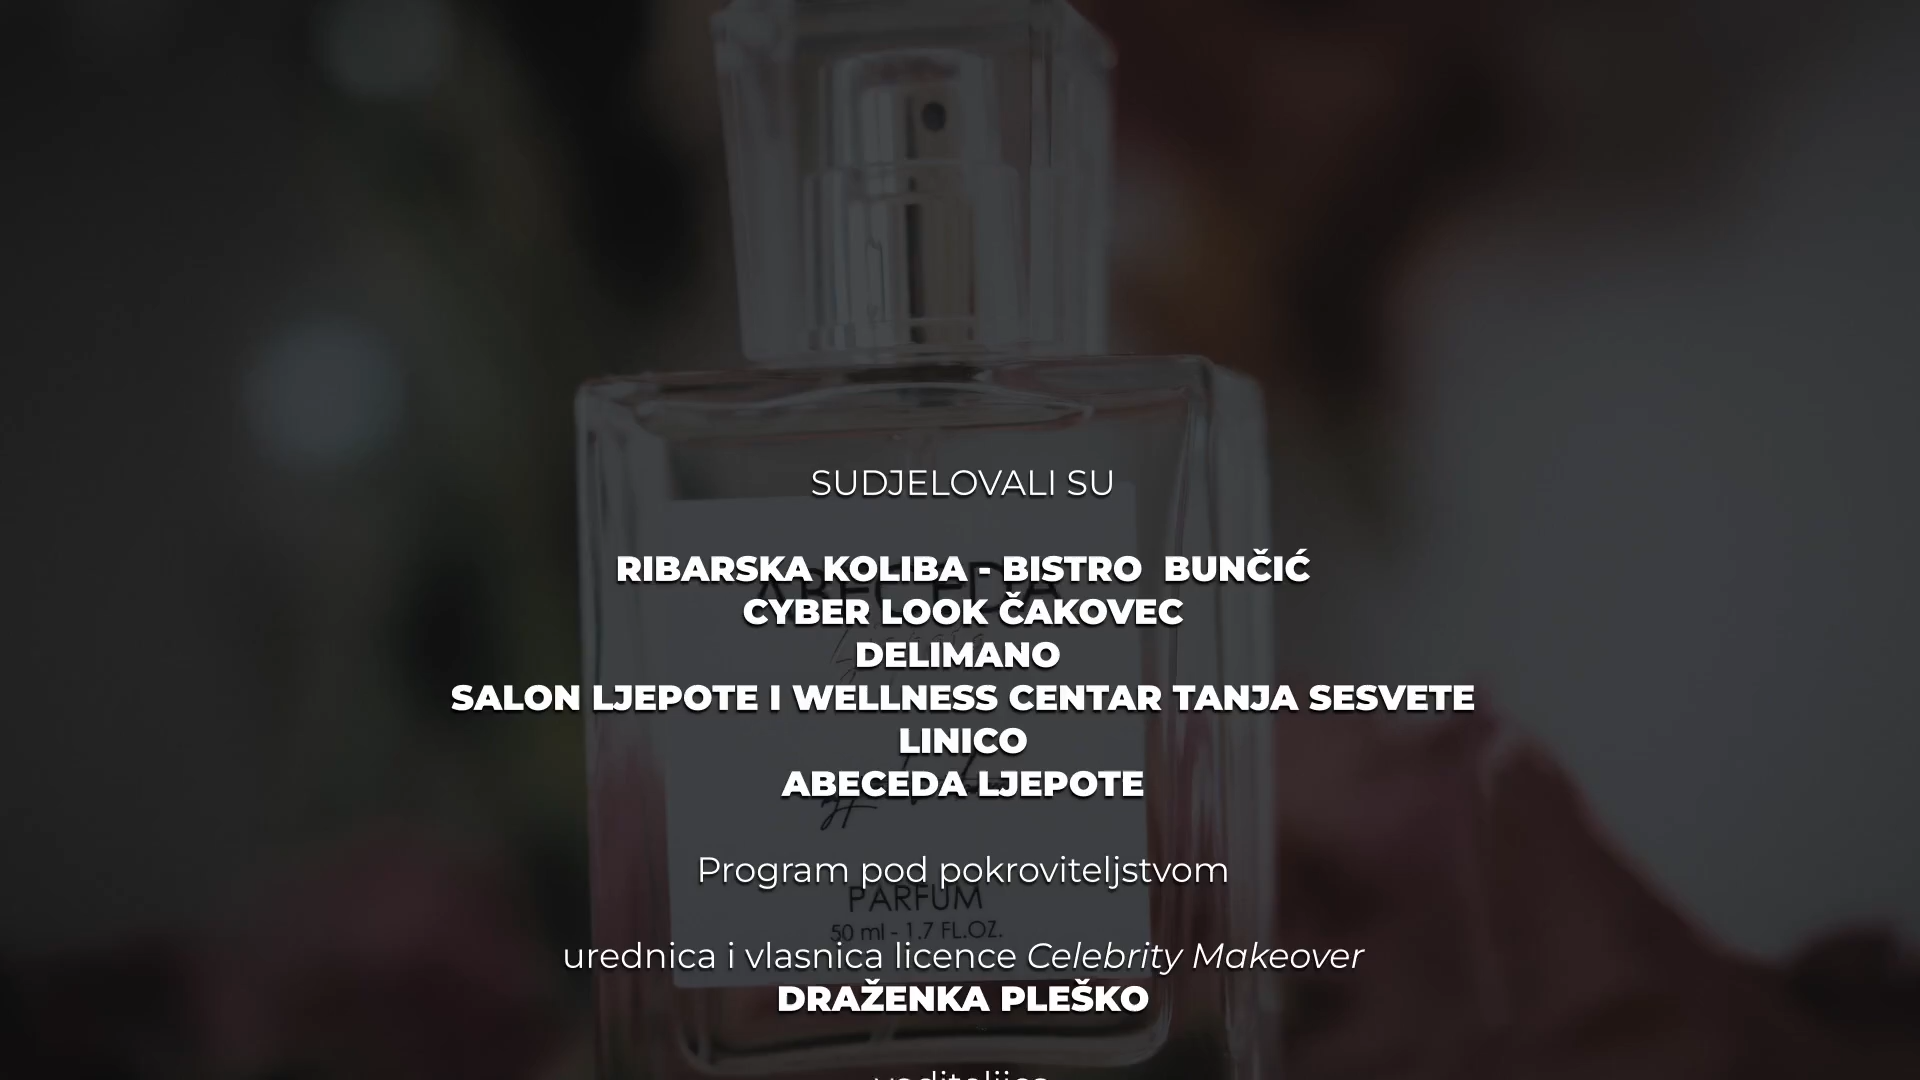 SUDJELOVALI SU
RIBARSKA KOLIBA - BISTRO BUNČIĆ
CYBER LOOK ČAKOVEC
DELIMANO
SALON LJEPOTE I WELLNESS CENTAR TANJA SESVETE
LINICO
ABECEDA LJEPOTE
Program pod pokroviteljstvom
PARFUM
50 ml - 1.7 FL.OZ.
urednica i vlasnica licence Celebrity Makeover
DRAŽENKA PLEŠKO